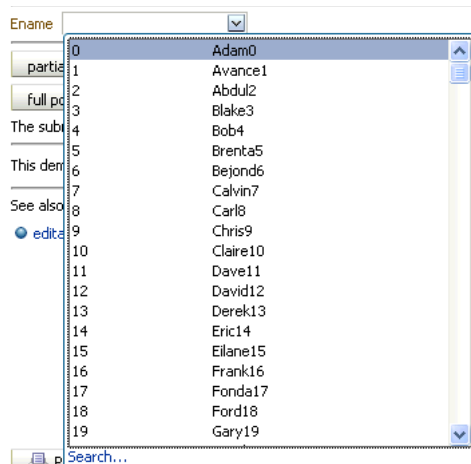 Ename
0 Adam0
1 Avance1
2 Abdul2
3 Blake3
4 Bob4
5 Brenta5
6 Bejond6
7 Calvin7
8 Carl8
9 Chris9
10 Claire10
11 Dave11
12 David12
13 Derek13
14 Eric14
15 Eilane15
16 Frank16
17 Fonda17
18 Ford18
19 Gary19
Search...
partia
full po
The subr
This dem
See also
edita
P